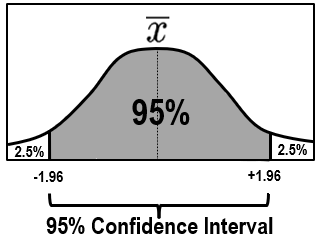 x̅
95%
2.5% 2.5%
-1.96 +1.96
95% Confidence Interval